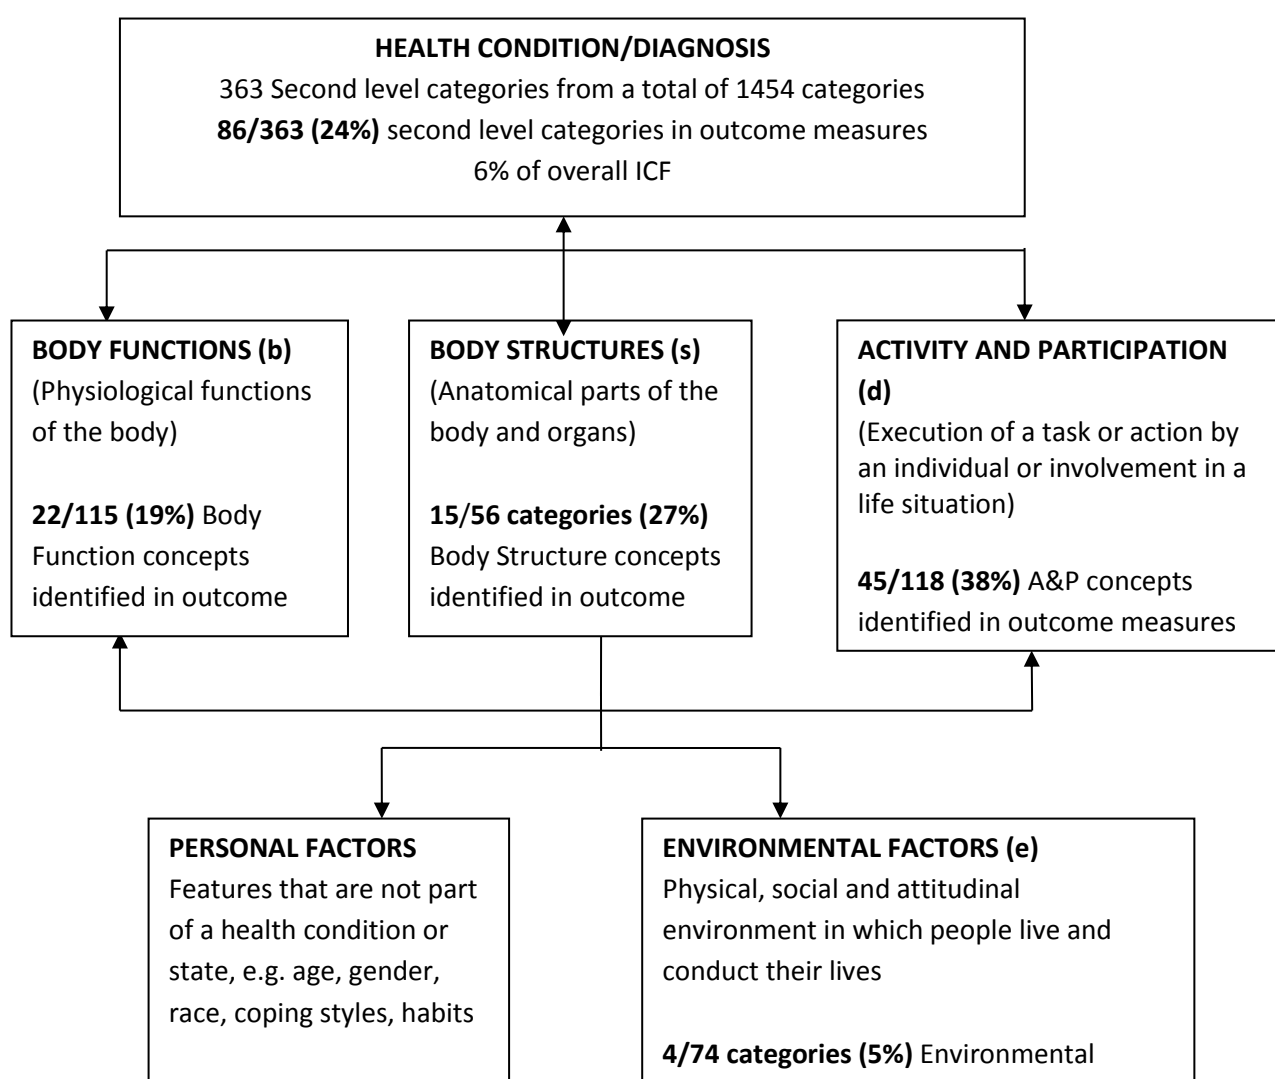 HEALTH CONDITION/DIAGNOSIS
363 Second level categories from a total of 1454 categories
86/363 (24%) second level categories in outcome measures
6% of overall ICF
BODY FUNCTIONS (b)
(Physiological functions
of the body)
22/115 (19%) Body
Function concepts
identified in outcome
BODY STRUCTURES (s)
(Anatomical parts of the
body and organs)
15/56 categories (27%)
Body Structure concepts
identified in outcome
ACTIVITY AND PARTICIPATION
(d)
(Execution of a task or action by
an individual or involvement in a
life situation)
45/118 (38%) A&P concepts
identified in outcome measures
PERSONAL FACTORS
Features that are not part
of a health condition or
state, e.g. age, gender,
race, coping styles, habits
ENVIRONMENTAL FACTORS (e)
Physical, social and attitudinal
environment in which people live and
conduct their lives
4/74 categories (5%) Environmental